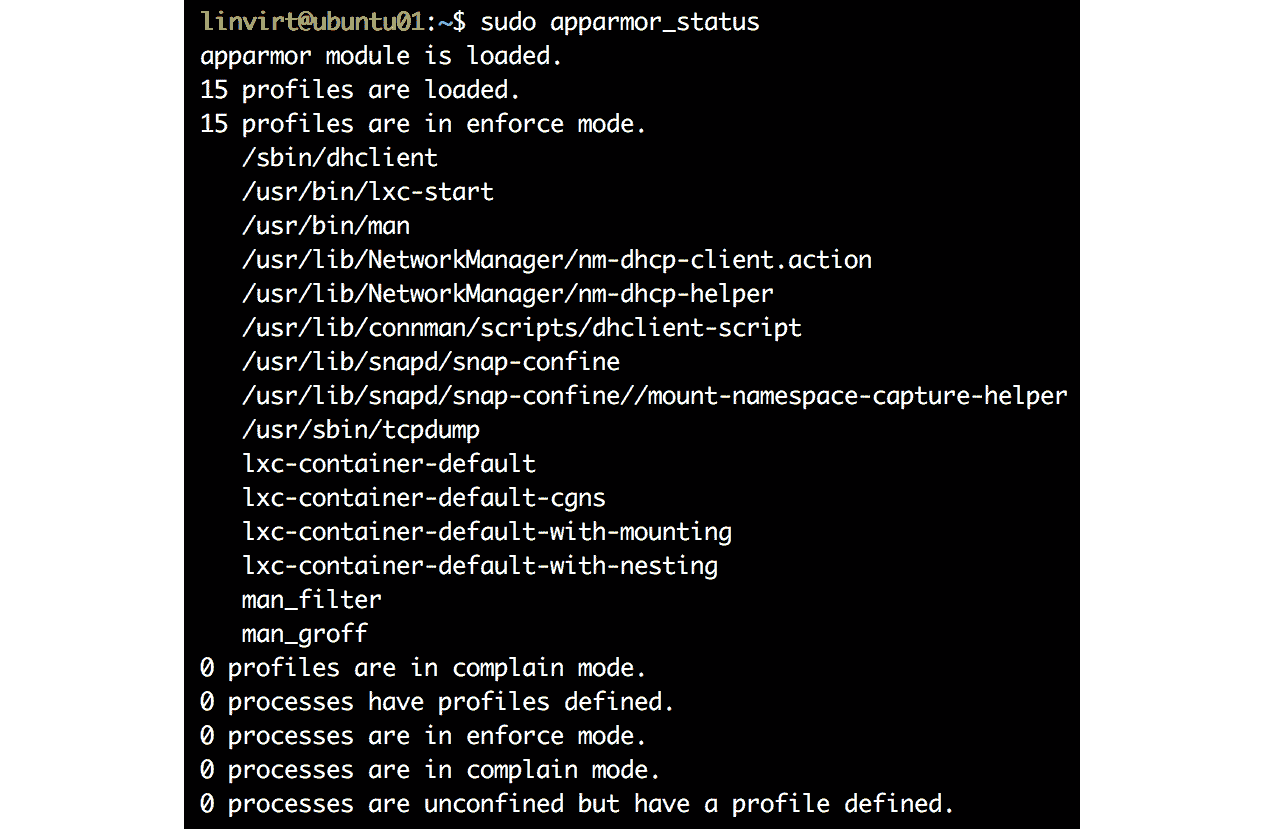 linvirt@ubuntu01:~$ sudo apparmor_status
apparmor module is loaded.
15 profiles are loaded.
15 profiles are in enforce mode.
   /sbin/dhclient
   /usr/bin/lxc-start
   /usr/bin/man
   /usr/lib/NetworkManager/nm-dhcp-client.action
   /usr/lib/NetworkManager/nm-dhcp-helper
   /usr/lib/connman/scripts/dhclient-script
   /usr/lib/snapd/snap-confine
   /usr/lib/snapd/snap-confine//mount-namespace-capture-helper
   /usr/sbin/tcpdump
   lxc-container-default
   lxc-container-default-cgns
   lxc-container-default-with-mounting
   lxc-container-default-with-nesting
   man_filter
   man_groff
0 profiles are in complain mode.
0 processes have profiles defined.
0 processes are in enforce mode.
0 processes are in complain mode.
0 processes are unconfined but have a profile defined.